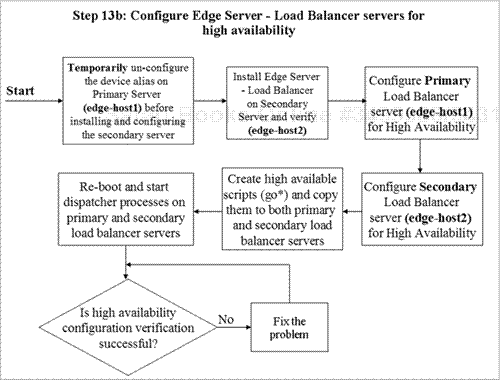 Step 13b: Configure Edge Server - Load Balancer servers for
high availability
Start
Temporarily un-configure
the device alias on
Primary Server
(edge-host1) before
installing and configuring
the secondary server
Install Edge Server
- Load Balancer
on Secondary
Server and verify
(edge-host2)
Configure Primary
Load Balancer
server (edge-host1)
for High Availability
Configure Secondary
Load Balancer
server (edge-host2)
for High Availability
Create high available
scripts (go*) and copy
them to both primary
and secondary load
balancer servers
Re-boot and start
dispatcher processes on
primary and secondary
load balancer servers
Is high availability
configuration verification
successful?
No
Fix the
problem